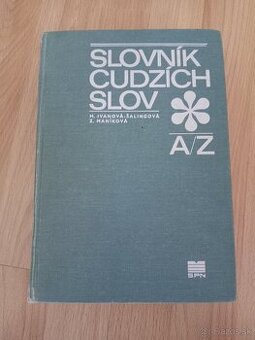 SLOVNÍK
CUDZÍCH
SLOV
M. IVANOVÁ-ŠALINGOVÁ
Z. MANÍKOVÁ
A/Z
SPN